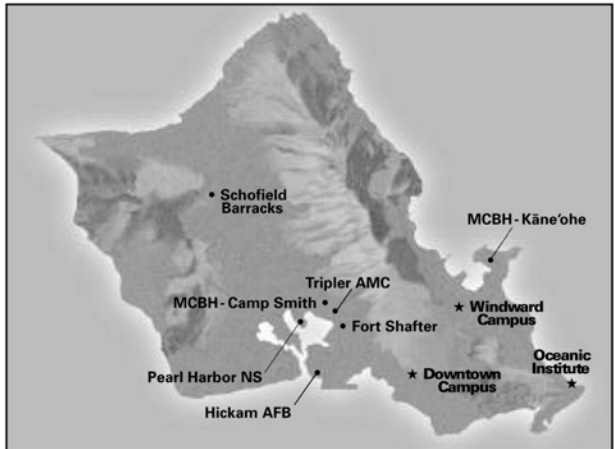 Schofield
Barracks
MCBH - Käne'ohe
Tripler AMC
MCBH - Camp Smith
Windward
Campus
Fort Shafter
Oceanic
Institute
Pearl Harbor NS
Downtown
Campus
Hickam AFB